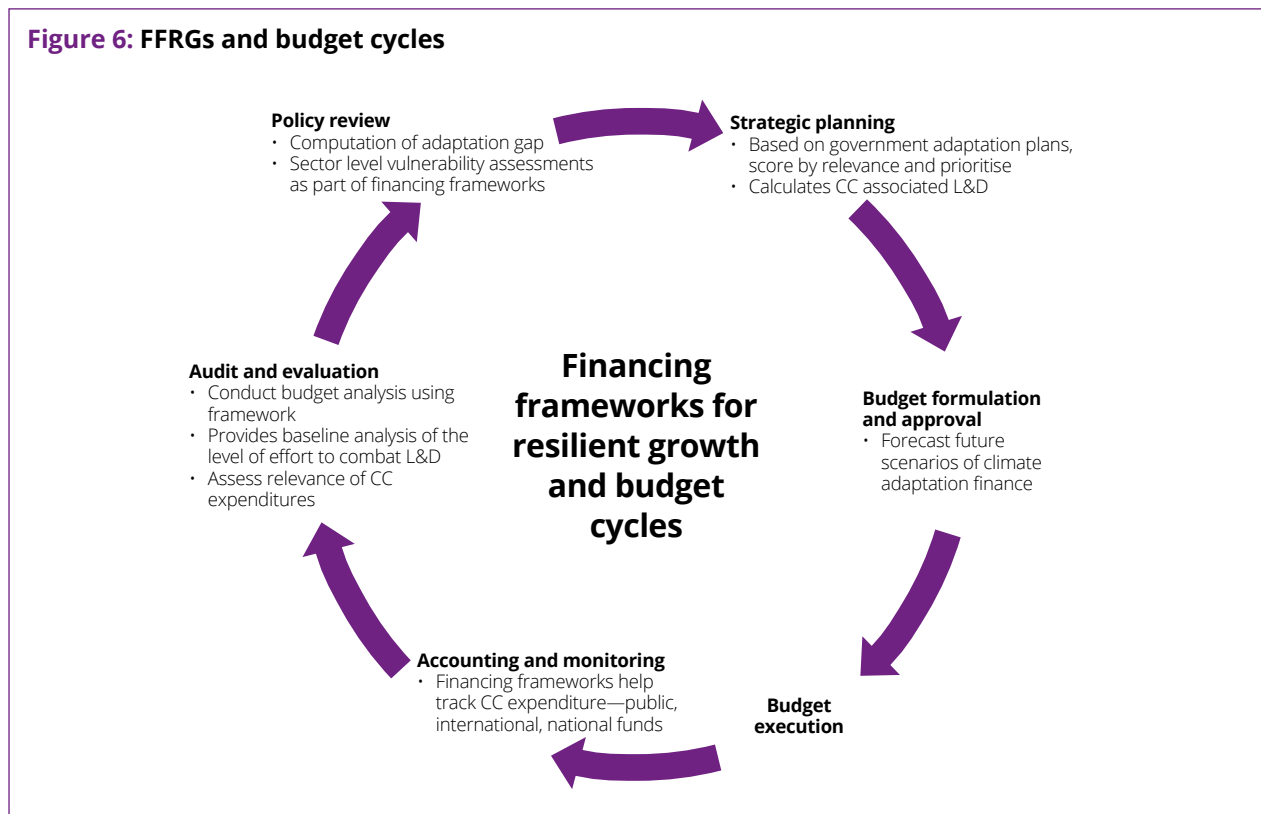 Figure 6: FFRGs and budget cycles
Policy review
• Computation of adaptation gap
• Sector level vulnerability assessments
as part of financing frameworks
Strategic planning
• Based on government adaptation plans,
score by relevance and prioritise
• Calculates CC associated L&D
Budget formulation
and approval
• Forecast future
scenarios of climate
adaptation finance
Budget
execution
Accounting and monitoring
• Financing frameworks help
track CC expenditure—public,
international, national funds
Audit and evaluation
• Conduct budget analysis using
framework
• Provides baseline analysis of the
level of effort to combat L&D
• Assess relevance of CC
expenditures
Financing
frameworks for
resilient growth
and budget
cycles